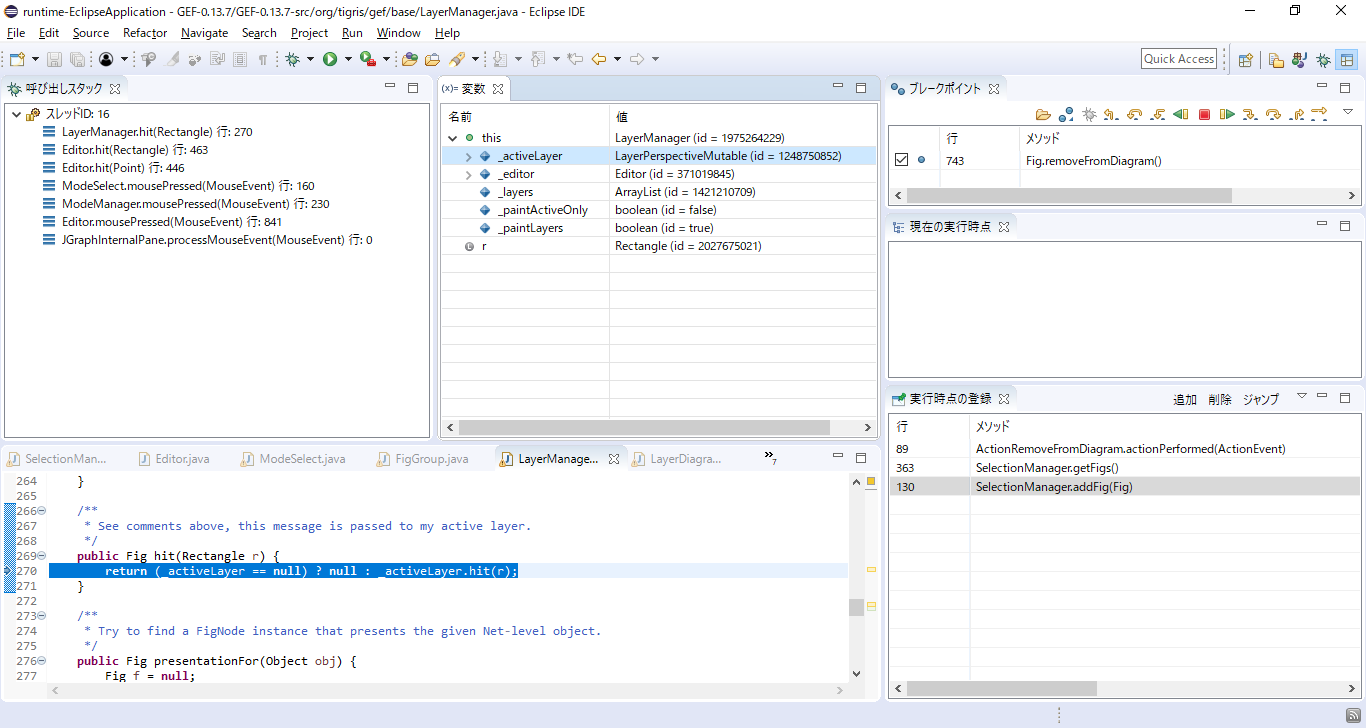 runtime-EclipseApplication - GEF-0.13.7/GEF-0.13.7-src/org/tigris/gef/base/LayerManager.java - Eclipse IDE
File Edit Source Refactor Navigate Search Project Run Window Help
Quick Access
呼び出しスタック
スレッドID: 16
LayerManager.hit(Rectangle) 行: 270
Editor.hit(Rectangle) 行: 463
Editor.hit(Point) 行: 446
ModeSelect.mousePressed(MouseEvent) 行: 160
ModeManager.mousePressed(MouseEvent) 行: 230
Editor.mousePressed(MouseEvent) 行: 841
JGraphInternalPane.processMouseEvent(MouseEvent) 行: 0
(x)= 変数
名前 値
this LayerManager (id = 1975264229)
_activeLayer LayerPerspectiveMutable (id = 1248750852)
_editor Editor (id = 371019845)
_layers ArrayList (id = 1421210709)
_paintActiveOnly boolean (id = false)
_paintLayers boolean (id = true)
r Rectangle (id = 2027675021)
ブレークポイント
行 メソッド
743 Fig.removeFromDiagram()
現在の実行時点
実行時点の登録 追加 削除 ジャンプ
行 メソッド
89 ActionRemoveFromDiagram.actionPerformed(ActionEvent)
363 SelectionManager.getFigs()
130 SelectionManager.addFig(Fig)
SelectionMan... Editor.java ModeSelect.java FigGroup.java LayerManage... LayerDiagra... »7
264 }
265
266 /**
267 * See comments above, this message is passed to my active layer.
268 */
269 public Fig hit(Rectangle r) {
270 return (_activeLayer == null) ? null : _activeLayer.hit(r);
271 }
272
273 /**
274 * Try to find a FigNode instance that presents the given Net-level object.
275 */
276 public Fig presentationFor(Object obj) {
277 Fig f = null;